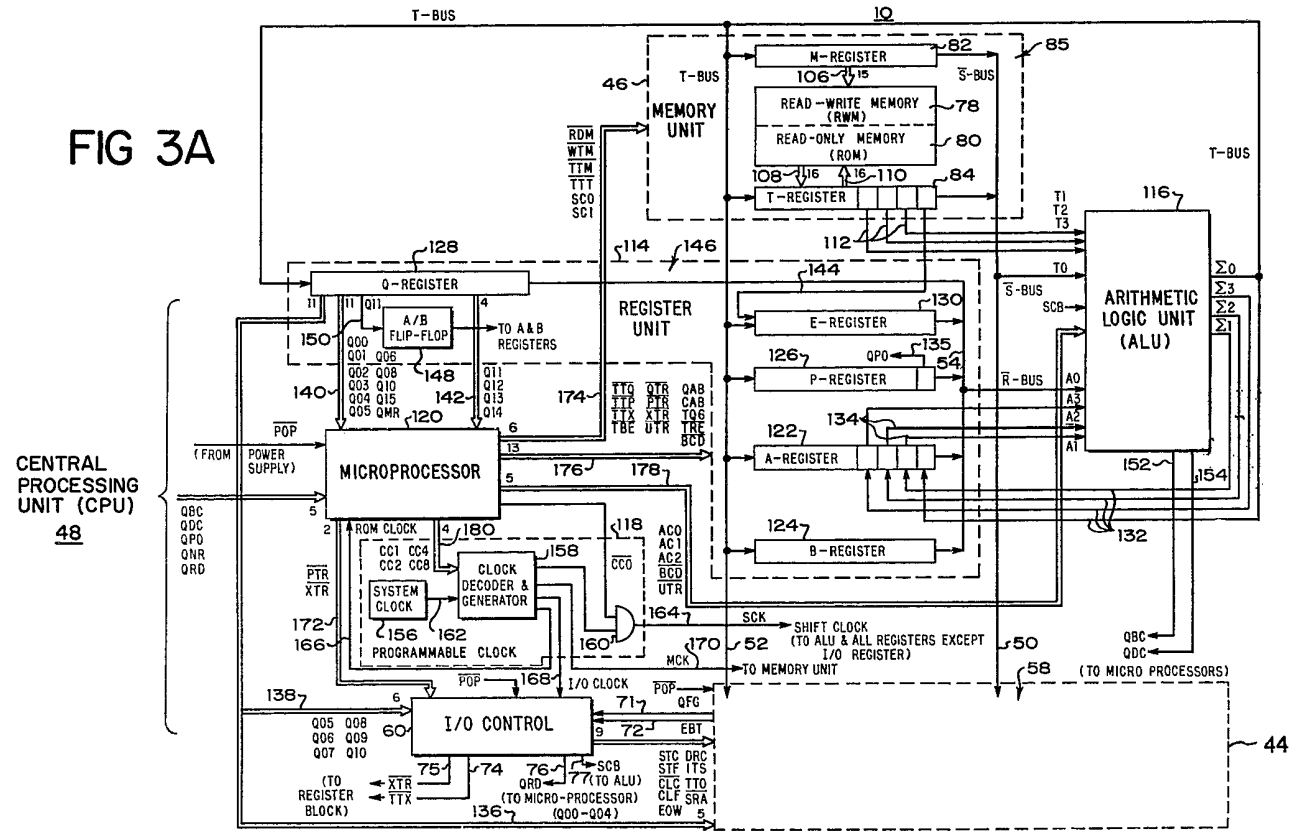 T-BUS
10
FIG 3A
46
MEMORY
UNIT
T-BUS
M-REGISTER
82
S-BUS
85
106
15
READ-WRITE MEMORY
(RWM)
78
READ-ONLY MEMORY
(ROM)
80
108
16
16
110
T-REGISTER
84
T-BUS
RDM
WTM
TTM
TTT
SCO
SCI
112
T1
T2
T3
116
TO
S-BUS
SCB
ARITHMETIC
LOGIC UNIT
(ALU)
Σ0
Σ3
Σ2
Σ1
128
114
146
Q-REGISTER
11
11
Q11
4
150
A/B
FLIP-FLOP
148
TO A & B
REGISTERS
REGISTER
UNIT
144
E-REGISTER
130
QPO
135
126
P-REGISTER
54
R-BUS
A0
A3
A2
A1
134
122
A-REGISTER
132
124
B-REGISTER
152
154
Q00
Q01 Q06
Q02 Q08
Q03 Q10
Q04 Q15
Q05 QMR
140
142
Q11
Q12
Q13
Q14
174
TTQ QTR QAB
TTP PTR CAB
TTX XTR TQ6
TBE UTR TRE
BCD
120
POP
(FROM POWER
SUPPLY)
MICROPROCESSOR
6
13
176
178
5
CENTRAL
PROCESSING
UNIT (CPU)
48
QBC
QDC
QPO
QNR
QRD
5
2
ROM CLOCK
4
180
118
CC1 CC4
CC2 CC8
158
CLOCK
DECODER &
GENERATOR
CCO
AC0
AC1
AC2
BCD
UTR
PTR
XTR
SYSTEM
CLOCK
156
162
160
PROGRAMMABLE CLOCK
172
166
164
SCK
SHIFT CLOCK
(TO ALU & ALL REGISTERS EXCEPT
I/O REGISTER)
52
50
MCK
170
TO MEMORY UNIT
QBC
QDC
(TO MICRO PROCESSORS)
58
POP
168
I/O CLOCK
POP
138
6
60
I/O CONTROL
9
71
QFG
72
EBT
44
Q05 Q08
Q06 Q09
Q07 Q10
75
74
76
77
SCB
(TO ALU)
QRD
(TO MICRO-PROCESSOR)
(Q00-Q04)
(TO
REGISTER
BLOCK)
XTR
TTX
136
STC DRC
STF ITS
CLC TTO
CLF SRA
EOW
5